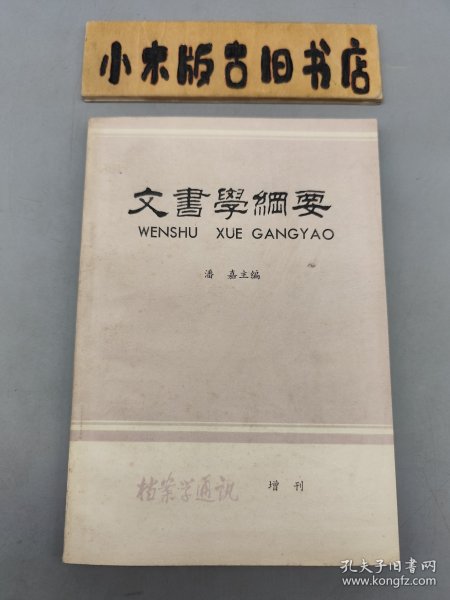 小木版古旧书店
文書學綱要
WENSHU XUE GANGYAO
潘 嘉主编
档案学通讯 增刊
孔夫子旧书网
www.kongfz.com